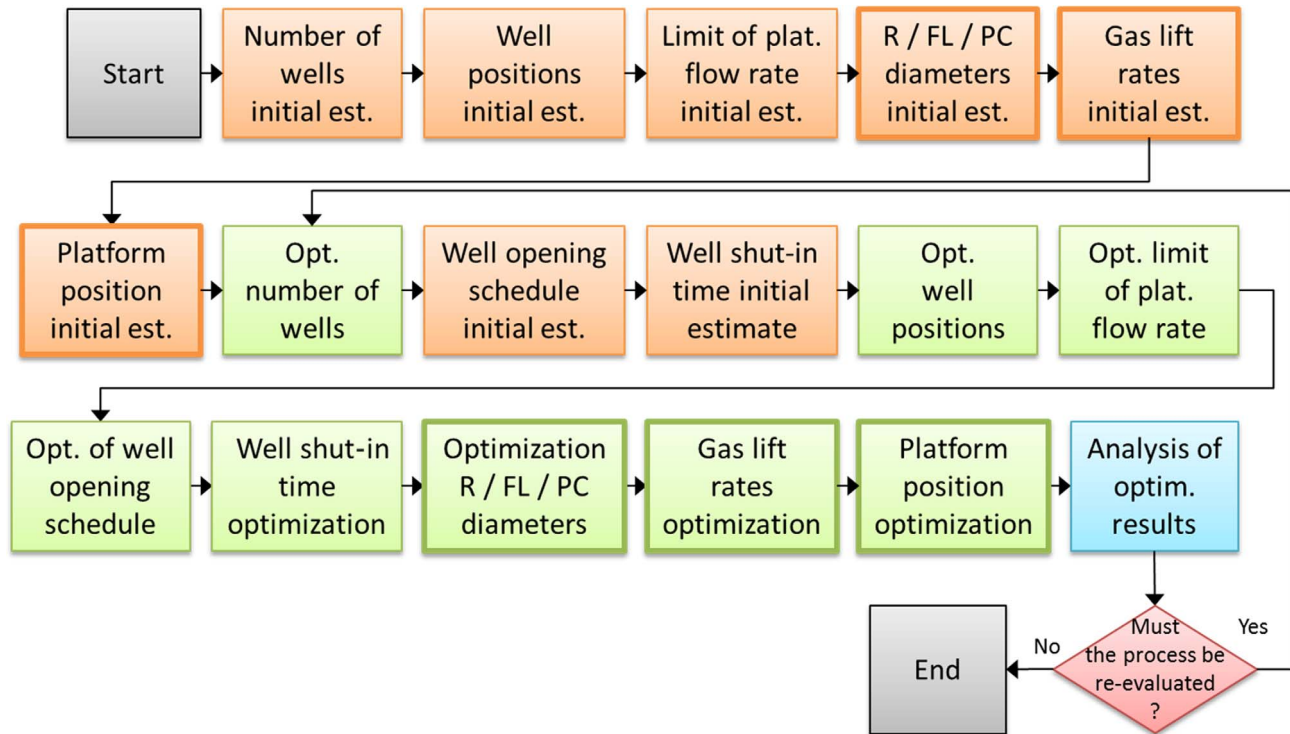 Start
Number of
wells
initial est.
Well
positions
initial est.
Limit of plat.
flow rate
initial est.
R / FL / PC
diameters
initial est.
Gas lift
rates
initial est.
Platform
position
initial est.
Opt.
number of
wells
Well opening
schedule
initial est.
Well shut-in
time initial
estimate
Opt.
well
positions
Opt. limit
of plat.
flow rate
Opt. of well
opening
schedule
Well shut-in
time
optimization
Optimization
R / FL / PC
diameters
Gas lift
rates
optimization
Platform
position
optimization
Analysis of
optim.
results
Must
the process be
re-evaluated
?
No
Yes
End